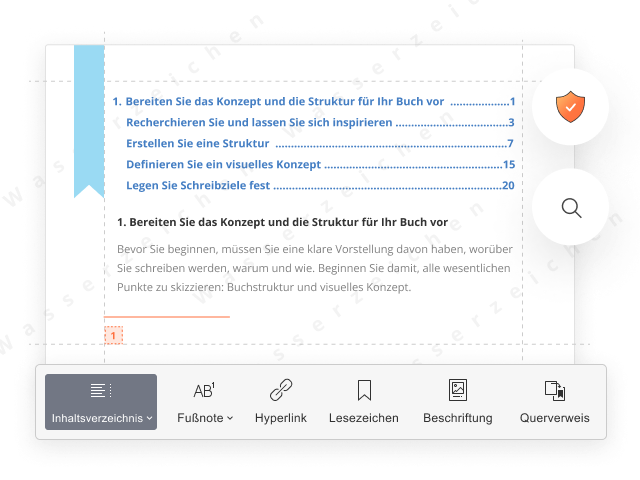 1. Bereiten Sie das Konzept und die Struktur für Ihr Buch vor ...................1
Recherchieren und lassen Sie sich inspirieren ...................................3
Erstellen Sie eine Struktur ......................................................................7
Definieren Sie ein visuelles Konzept .....................................................15
Legen Sie Schreibziele fest .....................................................................20
1. Bereiten Sie das Konzept und die Struktur für Ihr Buch vor
Bevor Sie beginnen, müssen Sie eine klare Vorstellung davon haben, worüber
Sie schreiben werden, warum und wie. Beginnen Sie damit, alle wesentlichen
Punkte zu skizzieren: Buchstruktur und visuelles Konzept.
1
Inhaltsverzeichnis
AB1
Fußnote
Hyperlink
Lesezeichen
Beschriftung
Querverweis
Wasserzeichen
Wasserzeichen
Wasserzeichen